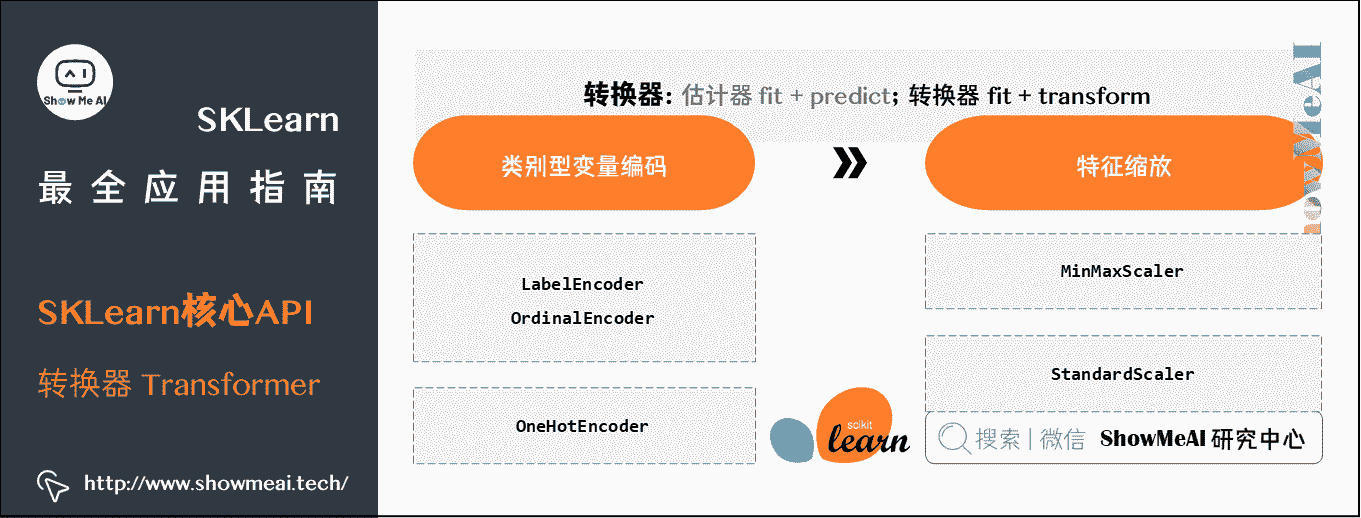 Show Me AI
SKLearn
最全应用指南
SKLearn核心API
转换器 Transformer
http://www.showmeai.tech/
转换器: 估计器 fit + predict; 转换器 fit + transform
类别型变量编码
特征缩放
LabelEncoder
OrdinalEncoder
OneHotEncoder
MinMaxScaler
StandardScaler
scikit
learn
搜索 | 微信 ShowMeAI 研究中心
howMeAI